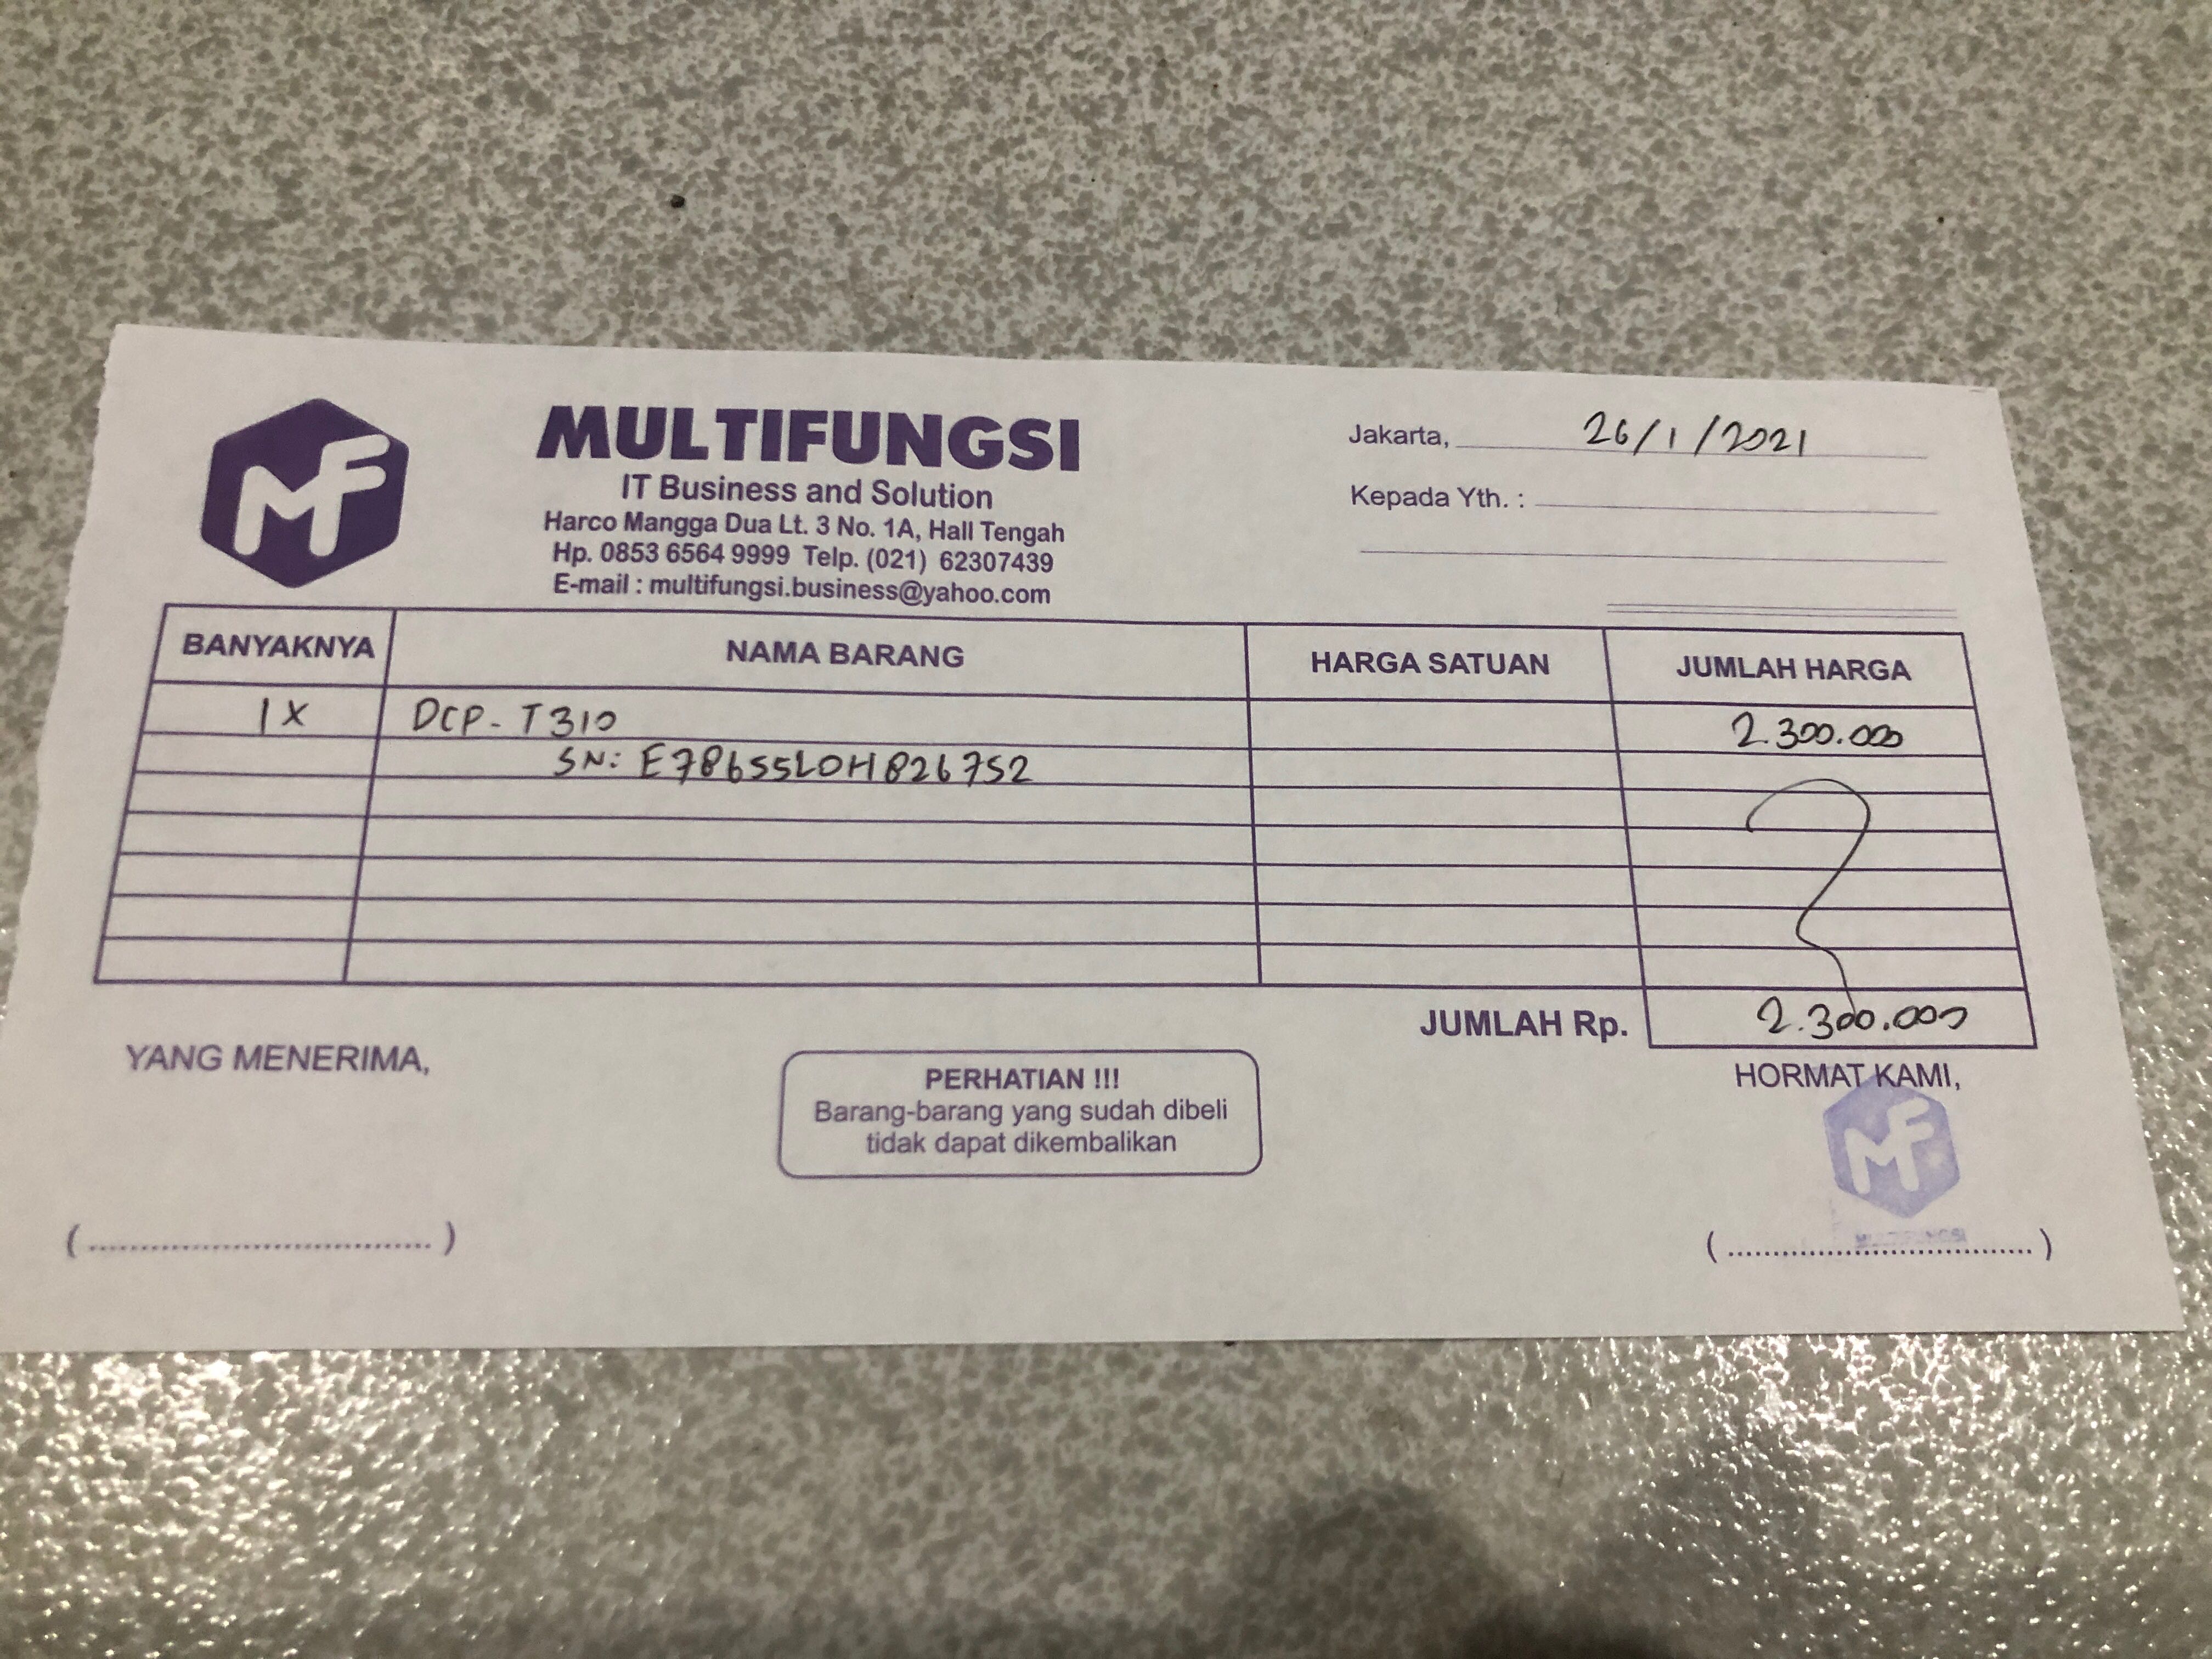 MF
MULTIFUNGSI
IT Business and Solution
Harco Mangga Dua Lt. 3 No. 1A, Hall Tengah
Hp. 0853 6564 9999 Telp. (021) 62307439
E-mail : multifungsi.business@yahoo.com
Jakarta, 26/1/2021
Kepada Yth. :
BANYAKNYA NAMA BARANG HARGA SATUAN JUMLAH HARGA
1X DCP-T310 2.300.000
SN: E78655L0H826752
JUMLAH Rp. 2.300.000
YANG MENERIMA,
PERHATIAN !!!
Barang-barang yang sudah dibeli
tidak dapat dikembalikan
HORMAT KAMI,
MF
MULTIFUNGSI
(................................)
(................................)